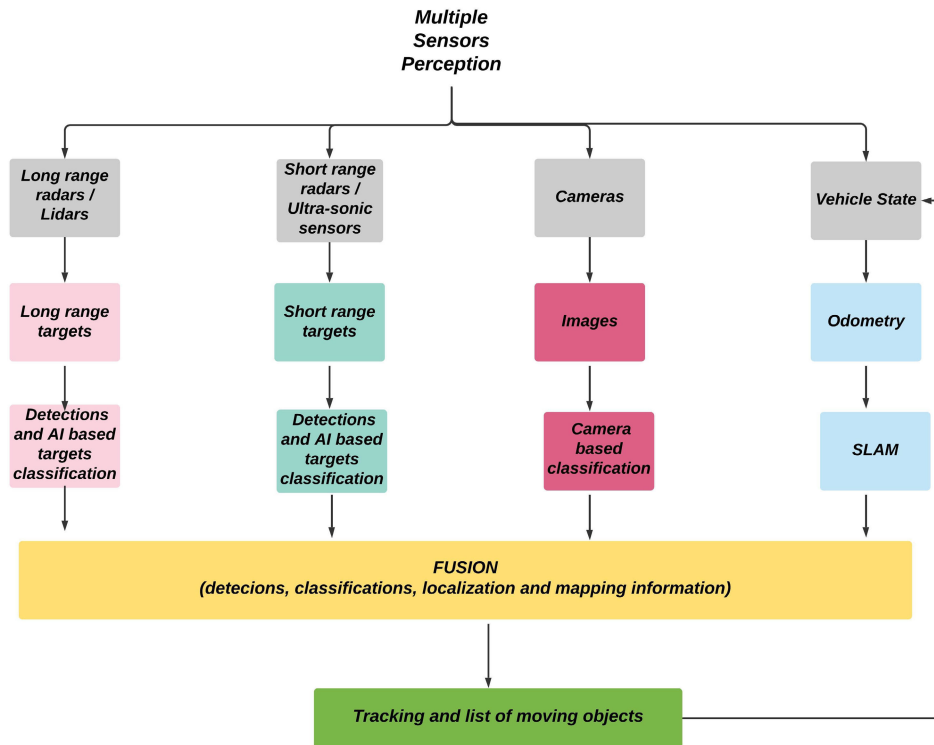 Multiple
Sensors
Perception
Long range
radars /
Lidars
Short range
radars /
Ultra-sonic
sensors
Cameras
Vehicle State
Long range
targets
Short range
targets
Images
Odometry
Detections
and AI based
targets
classification
Detections
and AI based
targets
classification
Camera
based
classification
SLAM
FUSION
(detecions, classifications, localization and mapping information)
Tracking and list of moving objects